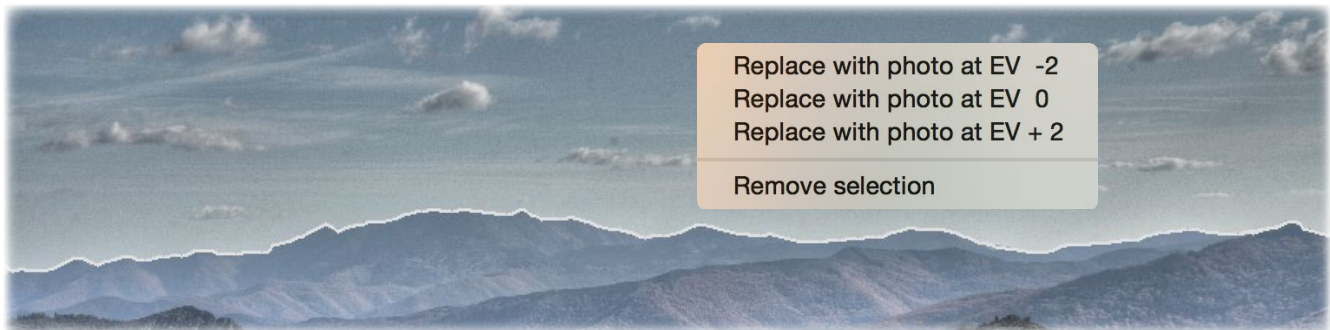 Replace with photo at EV  -2
Replace with photo at EV  0
Replace with photo at EV + 2
Remove selection